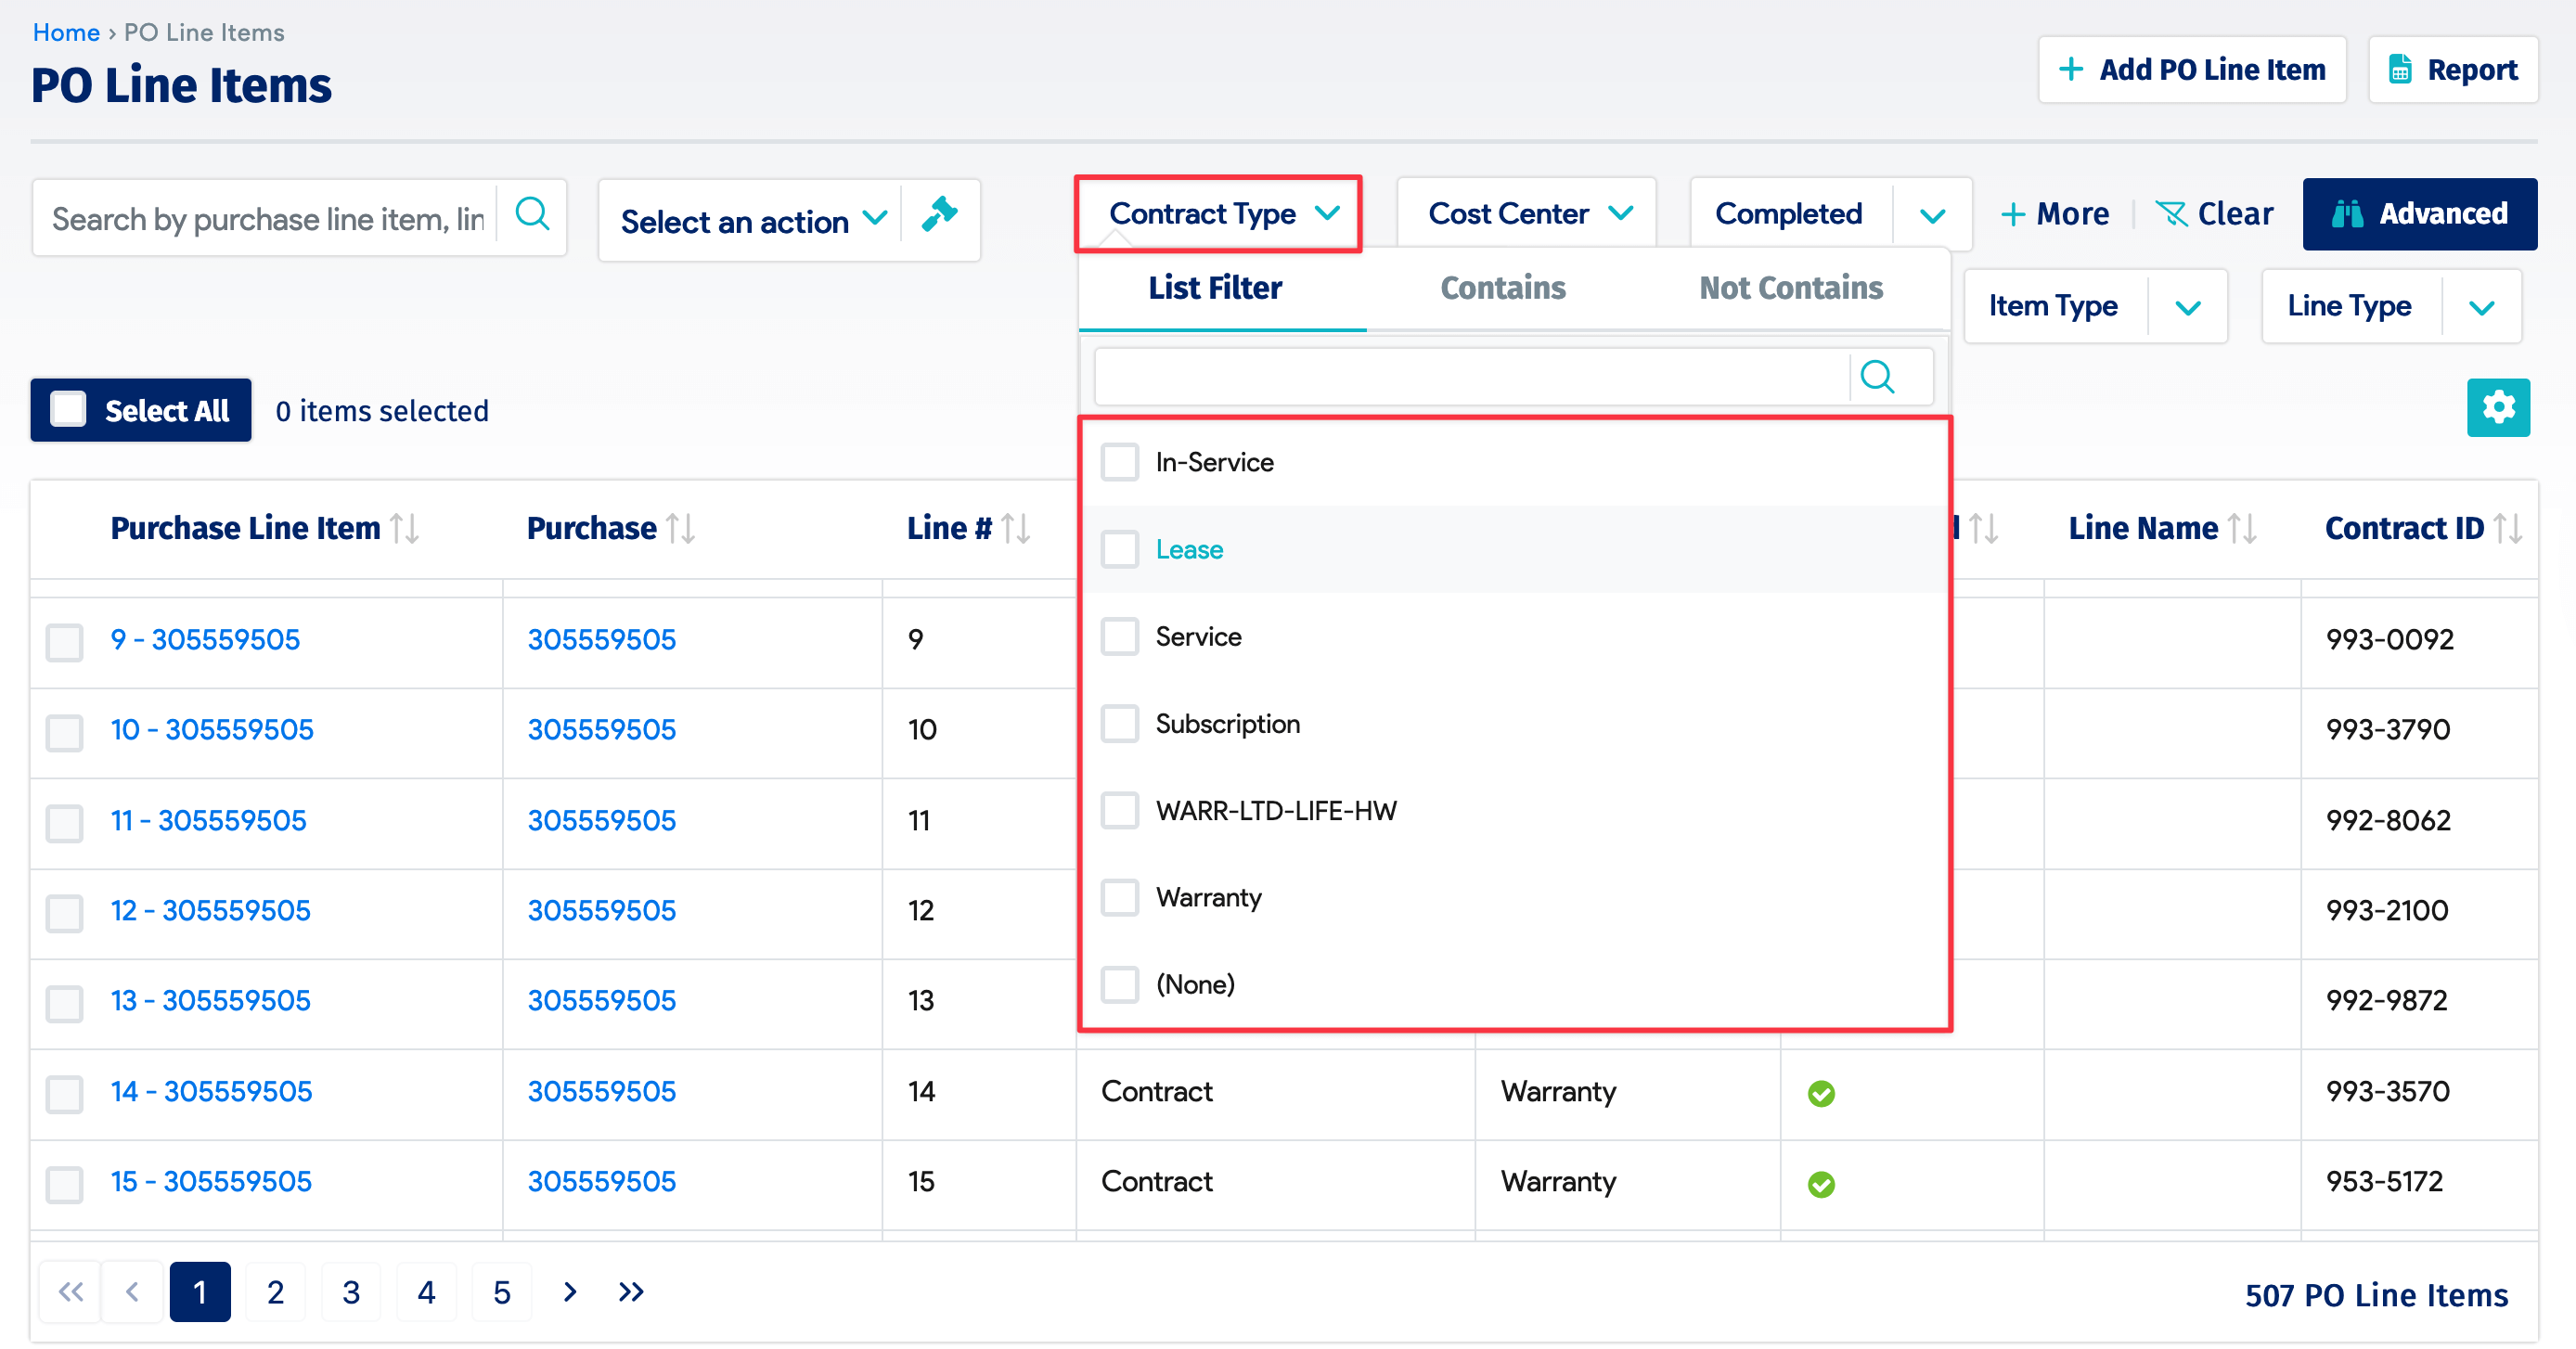 Home › PO Line Items
PO Line Items
Add PO Line Item
Report
Search by purchase line item, lin
Select an action
Contract Type
Cost Center
Completed
More
Clear
Advanced
List Filter
Contains
Not Contains
Item Type
Line Type
Select All
0 items selected
In-Service
Lease
Service
Subscription
WARR-LTD-LIFE-HW
Warranty
(None)
Purchase Line Item
Purchase
Line #
Line Name
Contract ID
9 - 305559505 305559505 9 993-0092
10 - 305559505 305559505 10 993-3790
11 - 305559505 305559505 11 992-8062
12 - 305559505 305559505 12 993-2100
13 - 305559505 305559505 13 992-9872
14 - 305559505 305559505 14 Contract Warranty 993-3570
15 - 305559505 305559505 15 Contract Warranty 953-5172
1 2 3 4 5
507 PO Line Items